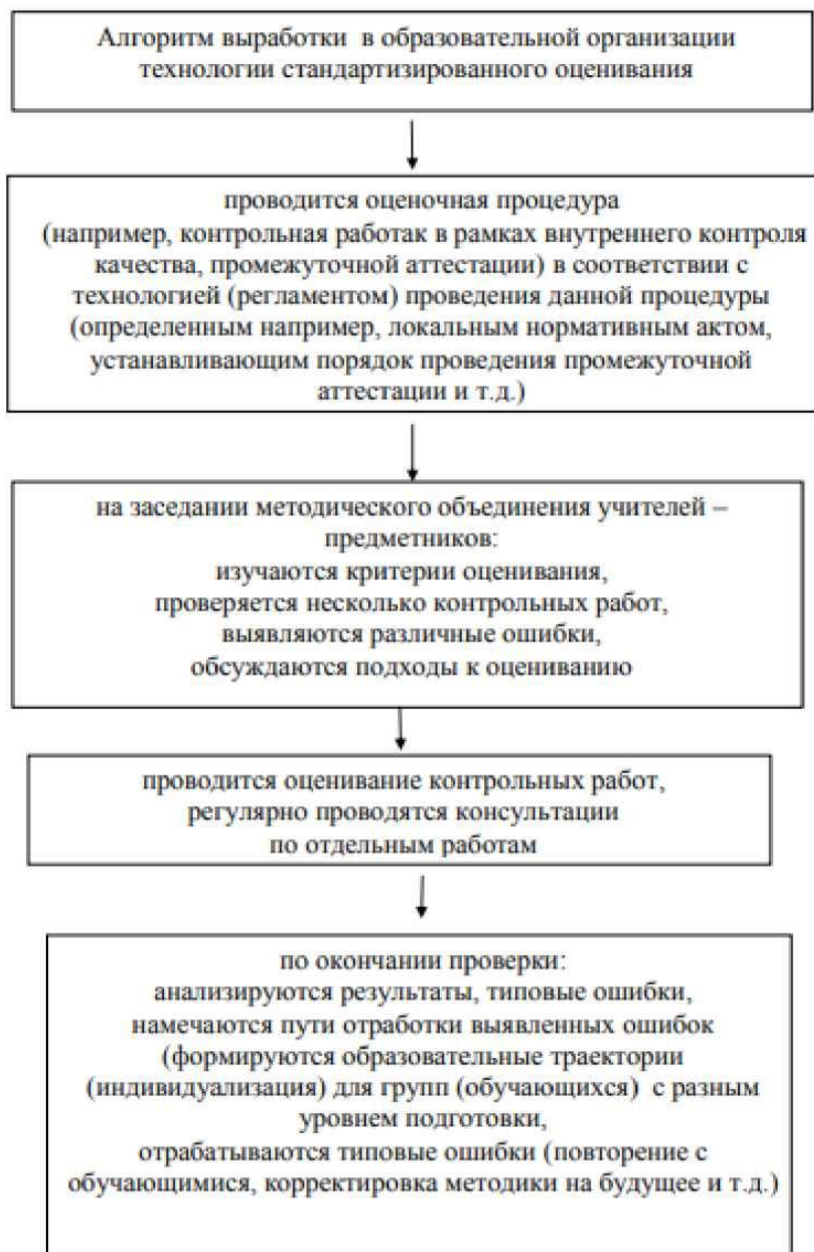 Алгоритм выработки в образовательной организации
технологии стандартизированного оценивания
проводится оценочная процедура
(например, контрольная работак в рамках внутреннего контроля
качества, промежуточной аттестации) в соответствии с
технологией (регламентом) проведения данной процедуры
(определенным например, локальным нормативным актом,
устанавливающим порядок проведения промежуточной
аттестации и т.д.)
на заседании методического объединения учителей –
предметников:
изучаются критерии оценивания,
проверяется несколько контрольных работ,
выявляются различные ошибки,
обсуждаются подходы к оцениванию
проводится оценивание контрольных работ,
регулярно проводятся консультации
по отдельным работам
по окончании проверки:
анализируются результаты, типовые ошибки,
намечаются пути отработки выявленных ошибок
(формируются образовательные траектории
(индивидуализация) для групп (обучающихся) с разным
уровнем подготовки,
отрабатываются типовые ошибки (повторение с
обучающимися, корректировка методики на будущее и т.д.)